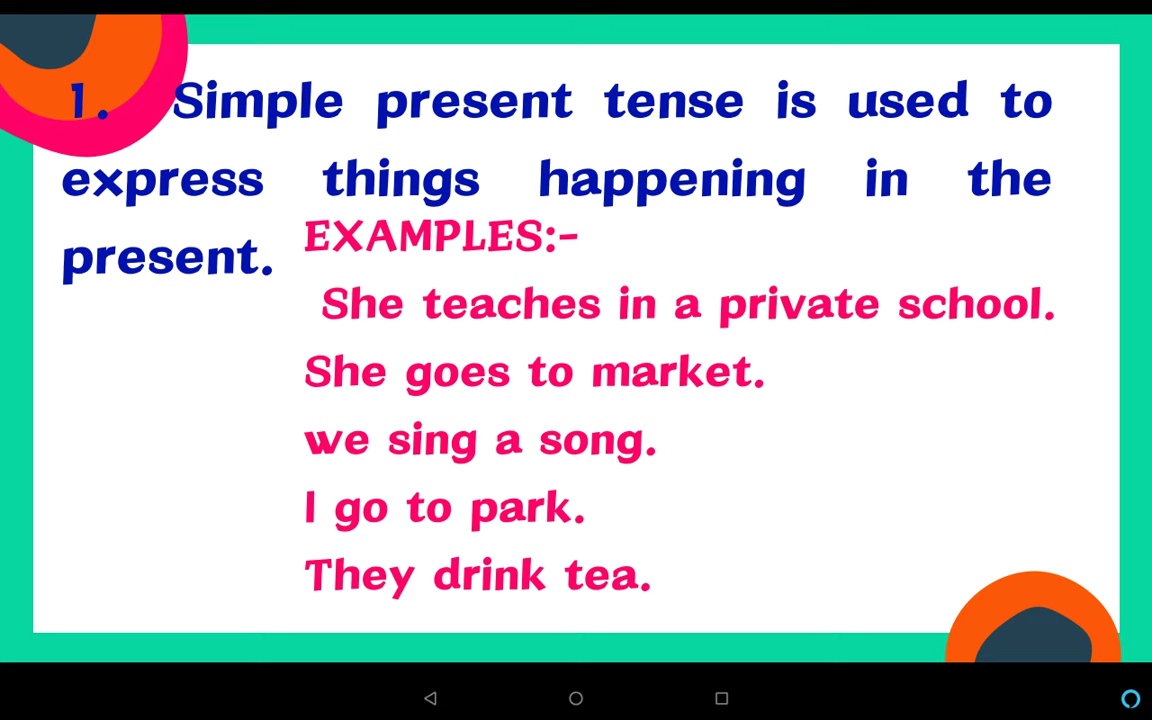 1. Simple present tense is used to
express things happening in the
present.
EXAMPLES:-
She teaches in a private school.
She goes to market.
we sing a song.
I go to park.
They drink tea.